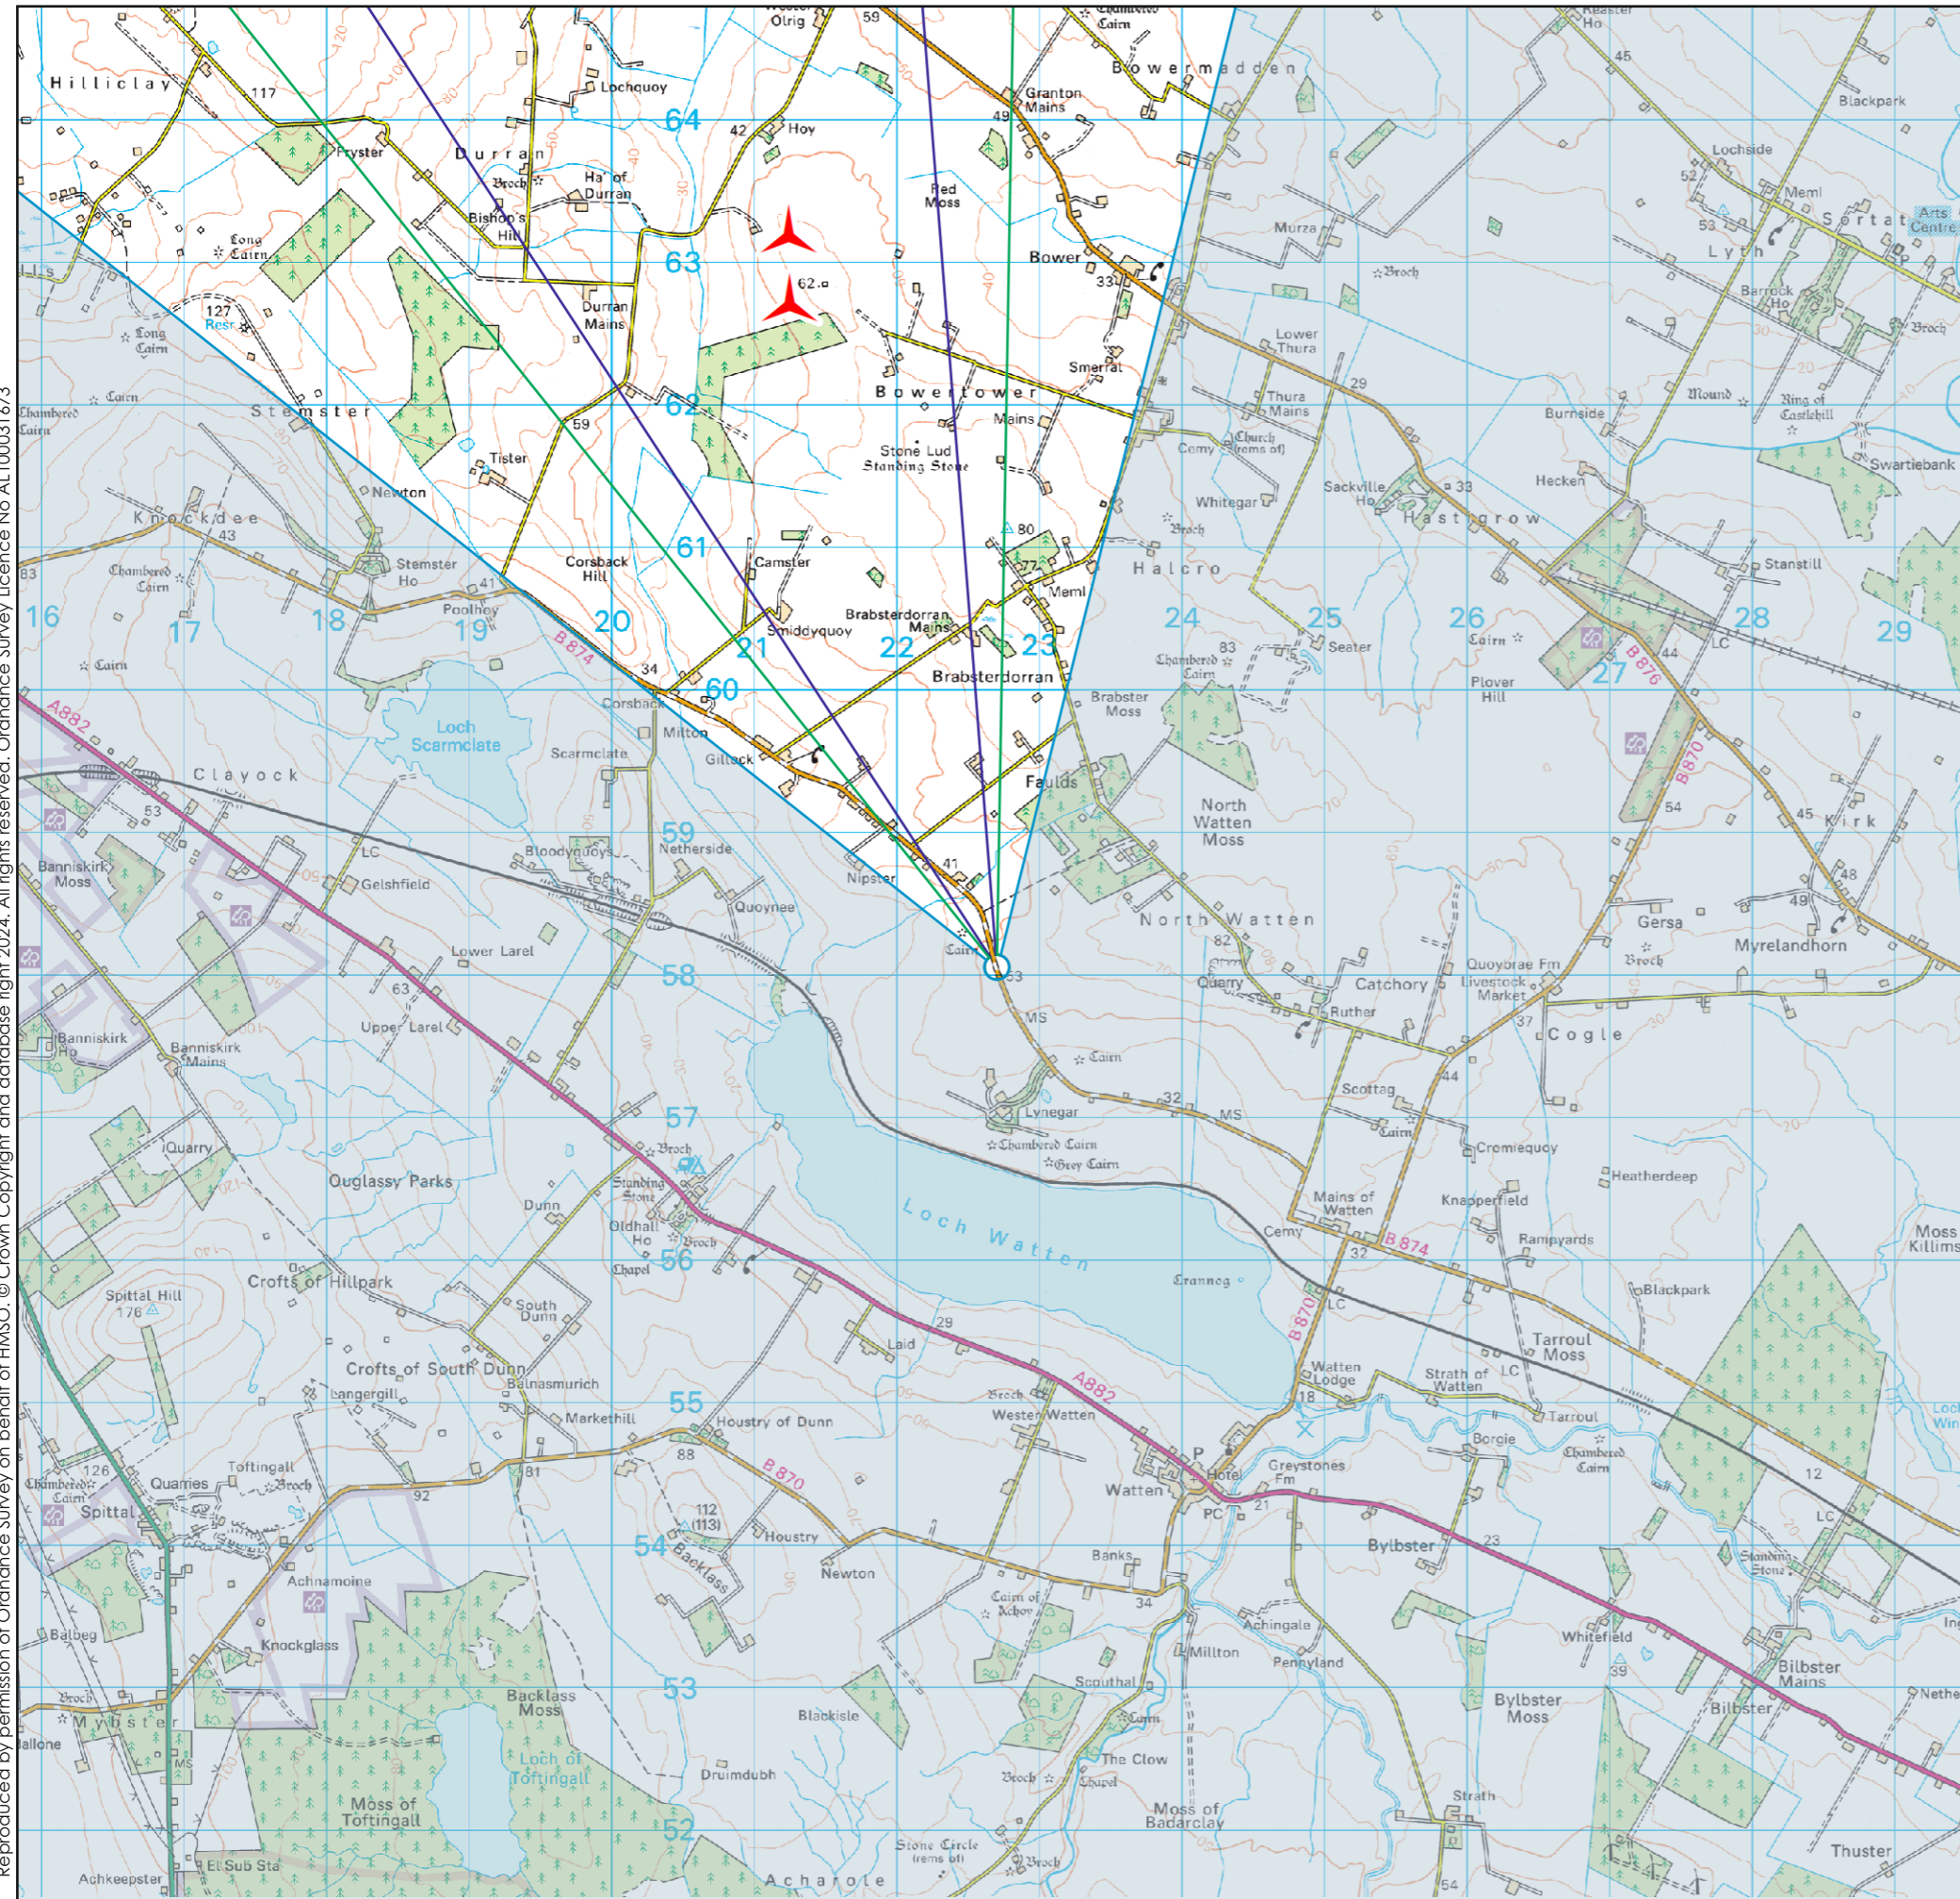 Reproduced by permission of Ordnance Survey on behalf of HMSO. © Crown Copyright and database right 2024. All rights reserved. Ordnance Survey Licence No AL100031673
Olrig
59
Chambered
Cairn
Reaster
Ho
45
Hilliclay
117
Lochquoy
Bowermadden
Granton
Mains
49
Blackpark
64
42
Hoy
Fryster
Durran
Broch
Ha' of
Durran
Bishop's
Hill
Red
Moss
Lochside
52
Meml
53
Sortat
Arts
Centre
Lyth
Long
Cairn
Murza
Broch
63
Bower
33
62
Barrock
Ho
Broch
127
Resr
Long
Cairn
Durran
Mains
Lower
Thura
Smerral
Bowertower
29
Thura
Mains
Burnside
Mound
Ring of
Castlehill
Cairn
Chambered
Cairn
Stemster
62
59
Mains
Stone Lud
Standing Stone
Cemy
Church
(rems of)
Tister
Newton
Swartiebank
Hecken
Sackville
Ho
33
Whitegar
Hastigrow
Knockdee
43
Broch
80
61
Corsback
Hill
Camster
Halcro
Stanstill
Stemster
Ho
83
Chambered
Cairn
41
Poolhoy
77
Meml
Brabsterdorran
Mains
Smiddyquoy
16
17
18
19
20
21
22
23
24
25
26
27
28
29
B874
34
60
Brabsterdorran
Cairn
Seater
83
Chambered
Cairn
Cairn
LC
44
B876
Plover
Hill
Corsback
Brabster
Moss
A882
Loch
Scarmclate
Milton
Scarmclate
Gillock
Clayock
53
Faulds
North
Watten
Moss
B870
54
45
Kirk
59
LC
Bloodyquoys
Netherside
Banniskirk
Moss
Gelshfield
41
Nipster
48
49
Quoynee
North Watten
Gersa
Myrelandhorn
Lower Larel
82
Cairn
Broch
58
53
Quarry
Catchory
Quoybrae Fm
Livestock
Market
63
Upper Larel
MS
Ruther
37
Cogle
Banniskirk
Ho
Banniskirk
Mains
Cairn
44
Scottag
57
Lynegar
32
MS
Cairn
Cromiequoy
Quarry
Broch
Chambered Cairn
Grey Cairn
Heatherdeep
Ouglassy Parks
Standing
Stone
Dunn
Oldhall
Ho
Broch
Chapel
56
Loch Watten
Mains of
Watten
Knapperfield
Cemy
32
B874
Rampyards
Moss
Killims
Crannog
Crofts of Hillpark
Spittal Hill
176
South
Dunn
Blackpark
LC
B870
29
Laid
Tarroul
Moss
Crofts of South Dunn
Balnasmurich
Langergill
Watten
Lodge
Strath of
Watten
LC
18
55
A882
Broch
Wester Watten
Markethill
Houstry of Dunn
Tarroul
88
P
Hotel
Borgie
Chambered
Cairn
12
126
Chambered
Cairn
Quarries
Toftingall
Broch
81
B870
Greystones
Fm
Watten
92
Spittal
112
(113)
PC
21
23
LC
54
Backlass
Houstry
Bylbster
Banks
Newton
Standing
Stone
Achnamoine
Cairn of
Achoy
34
Balbeg
Knockglass
Achingale
Millton
Pennyland
Whitefield
39
Bilbster
Mains
53
Scouthal
Broch
Mybster
Backlass
Moss
Blackisle
Cairn
Bylbster
Moss
Bilbster
MS
Loch of
Toftingall
Druimdubh
The Clow
Broch
Chapel
Moss of
Toftingall
Moss of
Badarclay
Strath
52
Stone Circle
(rems of)
Broch
Thuster
El Sub Sta
Achkeepster
Acharole
54